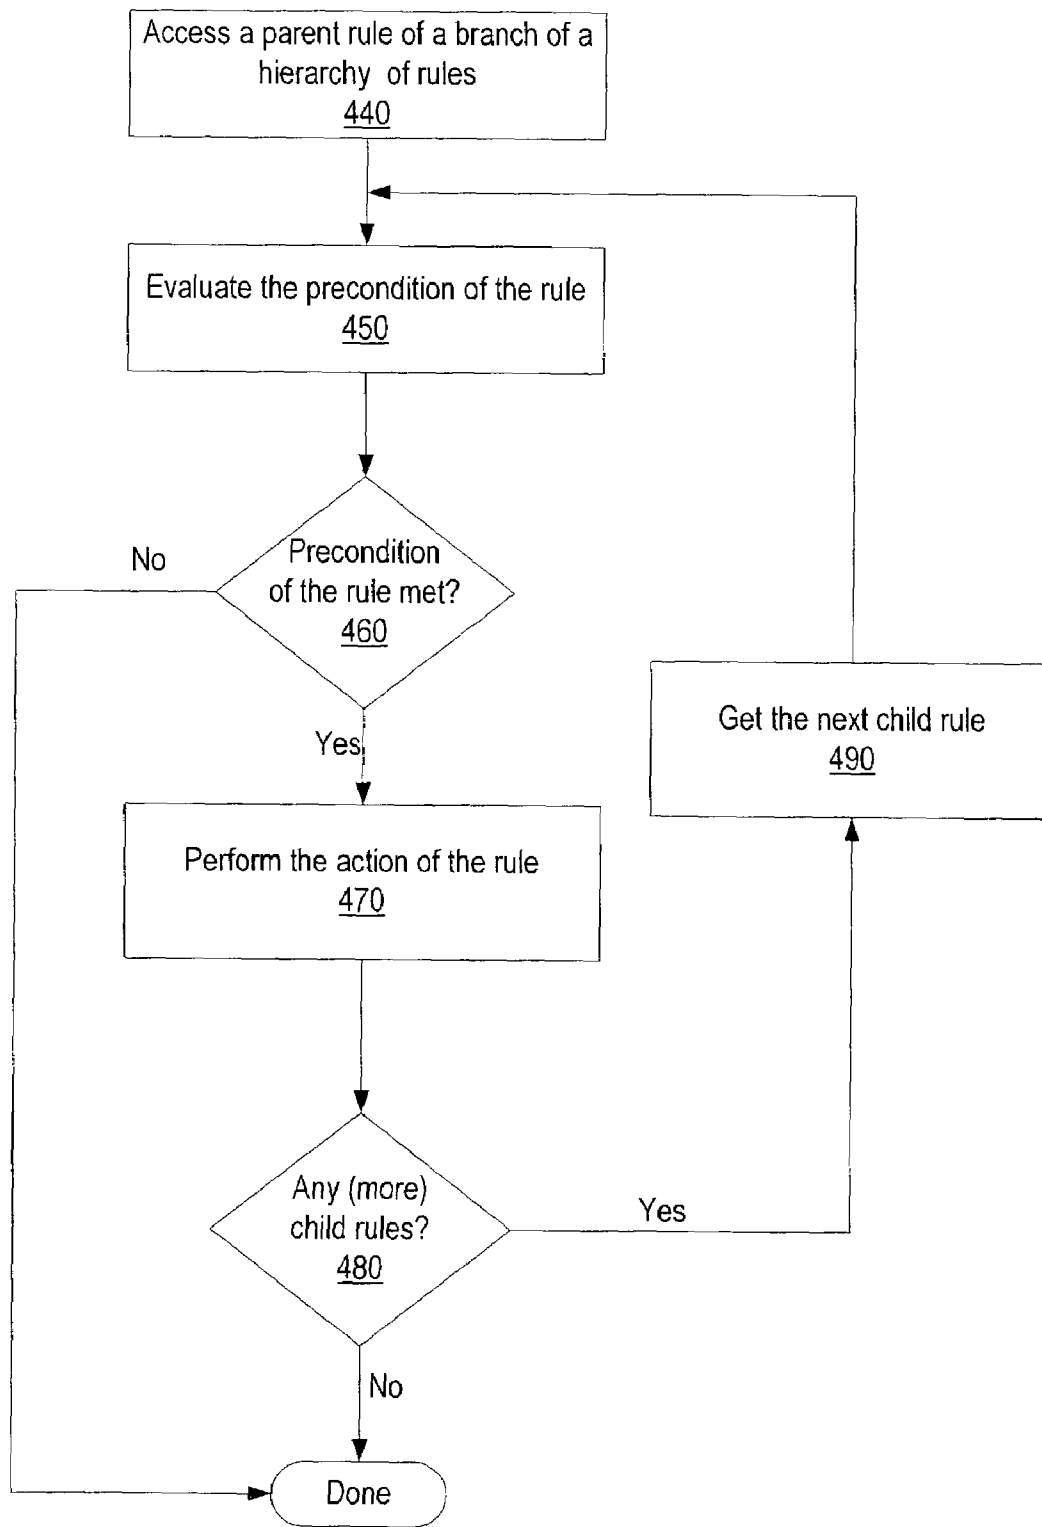 Access a parent rule of a branch of a
hierarchy of rules
440
Evaluate the precondition of the rule
450
No
Precondition
of the rule met?
460
Yes
Get the next child rule
490
Perform the action of the rule
470
Any (more)
child rules?
480
Yes
No
Done